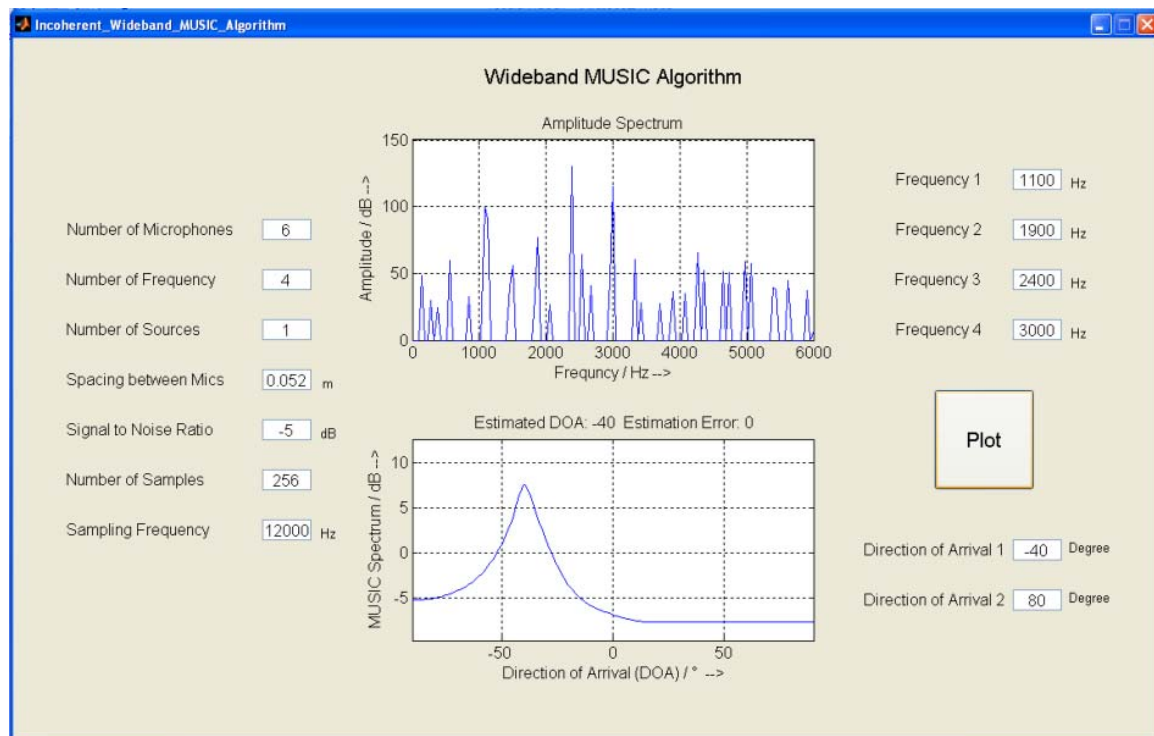 Incoherent_Wideband_MUSIC_Algorithm
Wideband MUSIC Algorithm
Number of Microphones 6
Number of Frequency 4
Number of Sources 1
Spacing between Mics 0.052 m
Signal to Noise Ratio -5 dB
Number of Samples 256
Sampling Frequency 12000 Hz
Amplitude Spectrum
Amplitude / dB -->
150
100
50
0
0 1000 2000 3000 4000 5000 6000
Frequncy / Hz -->
Estimated DOA: -40 Estimation Error: 0
MUSIC Spectrum / dB -->
10
5
0
-5
-50 0 50
Direction of Arrival (DOA) / ° -->
Frequency 1 1100 Hz
Frequency 2 1900 Hz
Frequency 3 2400 Hz
Frequency 4 3000 Hz
Plot
Direction of Arrival 1 -40 Degree
Direction of Arrival 2 80 Degree